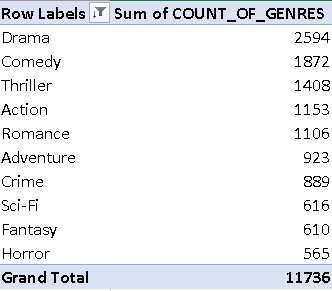 Row Labels Sum of COUNT_OF_GENRES
Drama 2594
Comedy 1872
Thriller 1408
Action 1153
Romance 1106
Adventure 923
Crime 889
Sci-Fi 616
Fantasy 610
Horror 565
Grand Total 11736